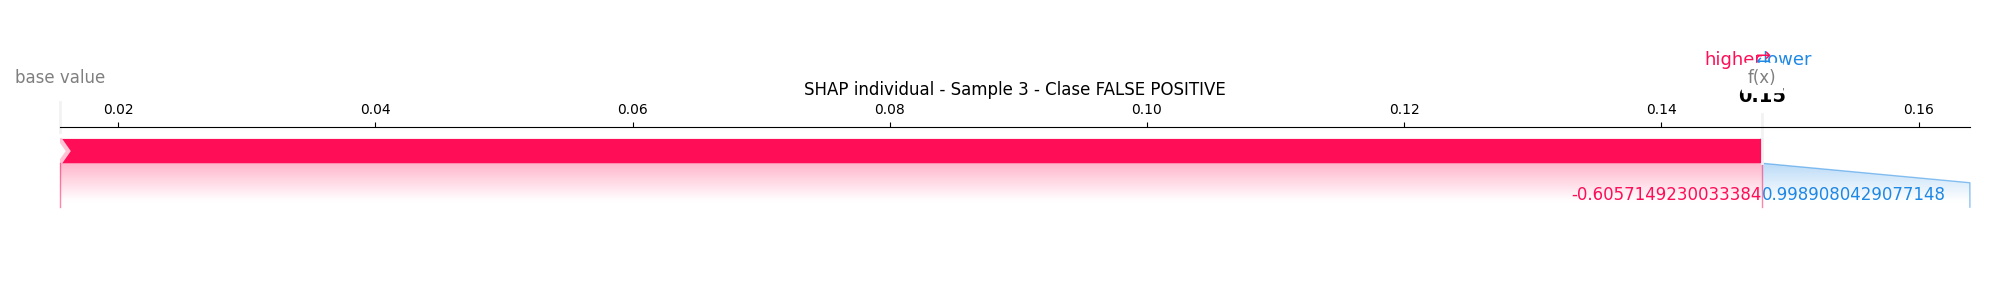 higher lower
base value
f(x)
SHAP individual - Sample 3 - Clase FALSE POSITIVE
0.15
0.02 0.04 0.06 0.08 0.10 0.12 0.14 0.16
-0.6057149230033384 0.9989080429077148